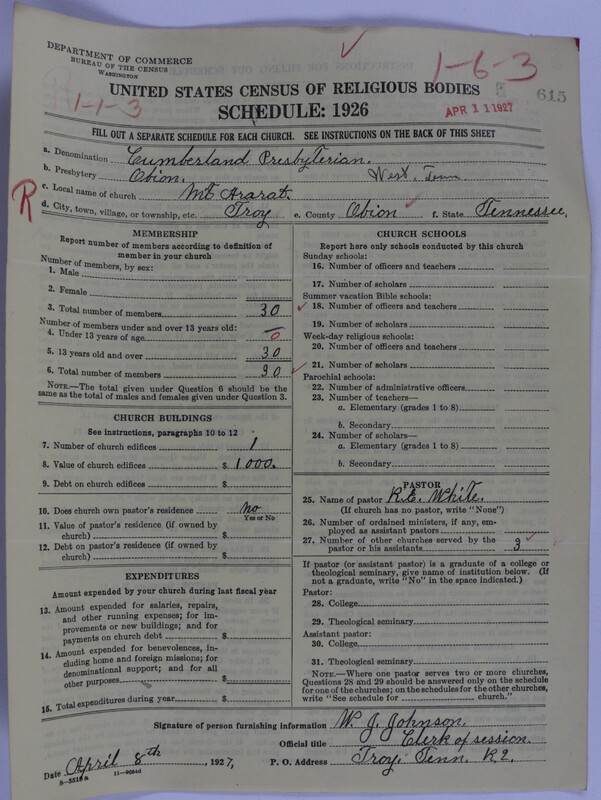 DEPARTMENT OF COMMERCE
BUREAU OF THE CENSUS
WASHINGTON
1-6-3
1-1-3
UNITED STATES CENSUS OF RELIGIOUS BODIES
615
SCHEDULE: 1926
APR 11 1927
FILL OUT A SEPARATE SCHEDULE FOR EACH CHURCH. SEE INSTRUCTIONS ON THE BACK OF THIS SHEET
a. Denomination Cumberland Presbyterian.
b. Presbytery Obion. West. Tenn
R
c. Local name of church Mt Ararat.
d. City, town, village, or township, etc. Troy e. County Obion f. State Tennessee,
MEMBERSHIP
Report number of members according to definition of
member in your church
Number of members, by sex:
1. Male
2. Female
3. Total number of members 30
Number of members under and over 13 years old:
4. Under 13 years of age 0
5. 13 years old and over 30
6. Total number of members 30
NOTE.—The total given under Question 6 should be
same as the total of males and females given under Question 3.
CHURCH BUILDINGS
See instructions, paragraphs 10 to 12
7. Number of church edifices 1
8. Value of church edifices $ 1000.
9. Debt on church edifices $
10. Does church own pastor's residence? No
Yes or No
11. Value of pastor's residence (if owned by
church) $
12. Debt on pastor's residence (if owned by
church) $
EXPENDITURES
Amount expended by your church during last fiscal year
13. Amount expended for salaries, repairs,
and other running expenses; for im-
provements or new buildings; and for
payments on church debt $
14. Amount expended for benevolences, in-
cluding home and foreign missions; for
denominational support; and for all
other purposes $
15. Total expenditures during year $
CHURCH SCHOOLS
Report here only schools conducted by this church
Sunday schools:
16. Number of officers and teachers
17. Number of scholars
Summer vacation Bible schools:
18. Number of officers and teachers
19. Number of scholars
Week-day religious schools:
20. Number of officers and teachers
21. Number of scholars
Parochial schools:
22. Number of administrative officers
23. Number of teachers—
a. Elementary (grades 1 to 8)
b. Secondary
24. Number of scholars—
a. Elementary (grades 1 to 8)
b. Secondary
PASTOR
25. Name of pastor R.E. White.
(If church has no pastor, write "None")
26. Number of ordained ministers, if any, em-
ployed as assistant pastors
27. Number of other churches served by the
pastor or his assistants 3
If pastor (or assistant pastor) is a graduate of a college or
theological seminary, give name of institution below. (If
not a graduate, write "No" in the space indicated.)
Pastor:
28. College
29. Theological seminary
Assistant pastor:
30. College
31. Theological seminary
NOTE.—Where one pastor serves two or more churches,
Questions 28 and 29 should be answered only on the schedule
for one of the churches; on the schedules for the other churches,
write "See schedule for church."
Signature of person furnishing information W. J. Johnson.
Official title Clerk of session.
Date April 8th, 1927, P. O. Address Troy, Tenn. R2.